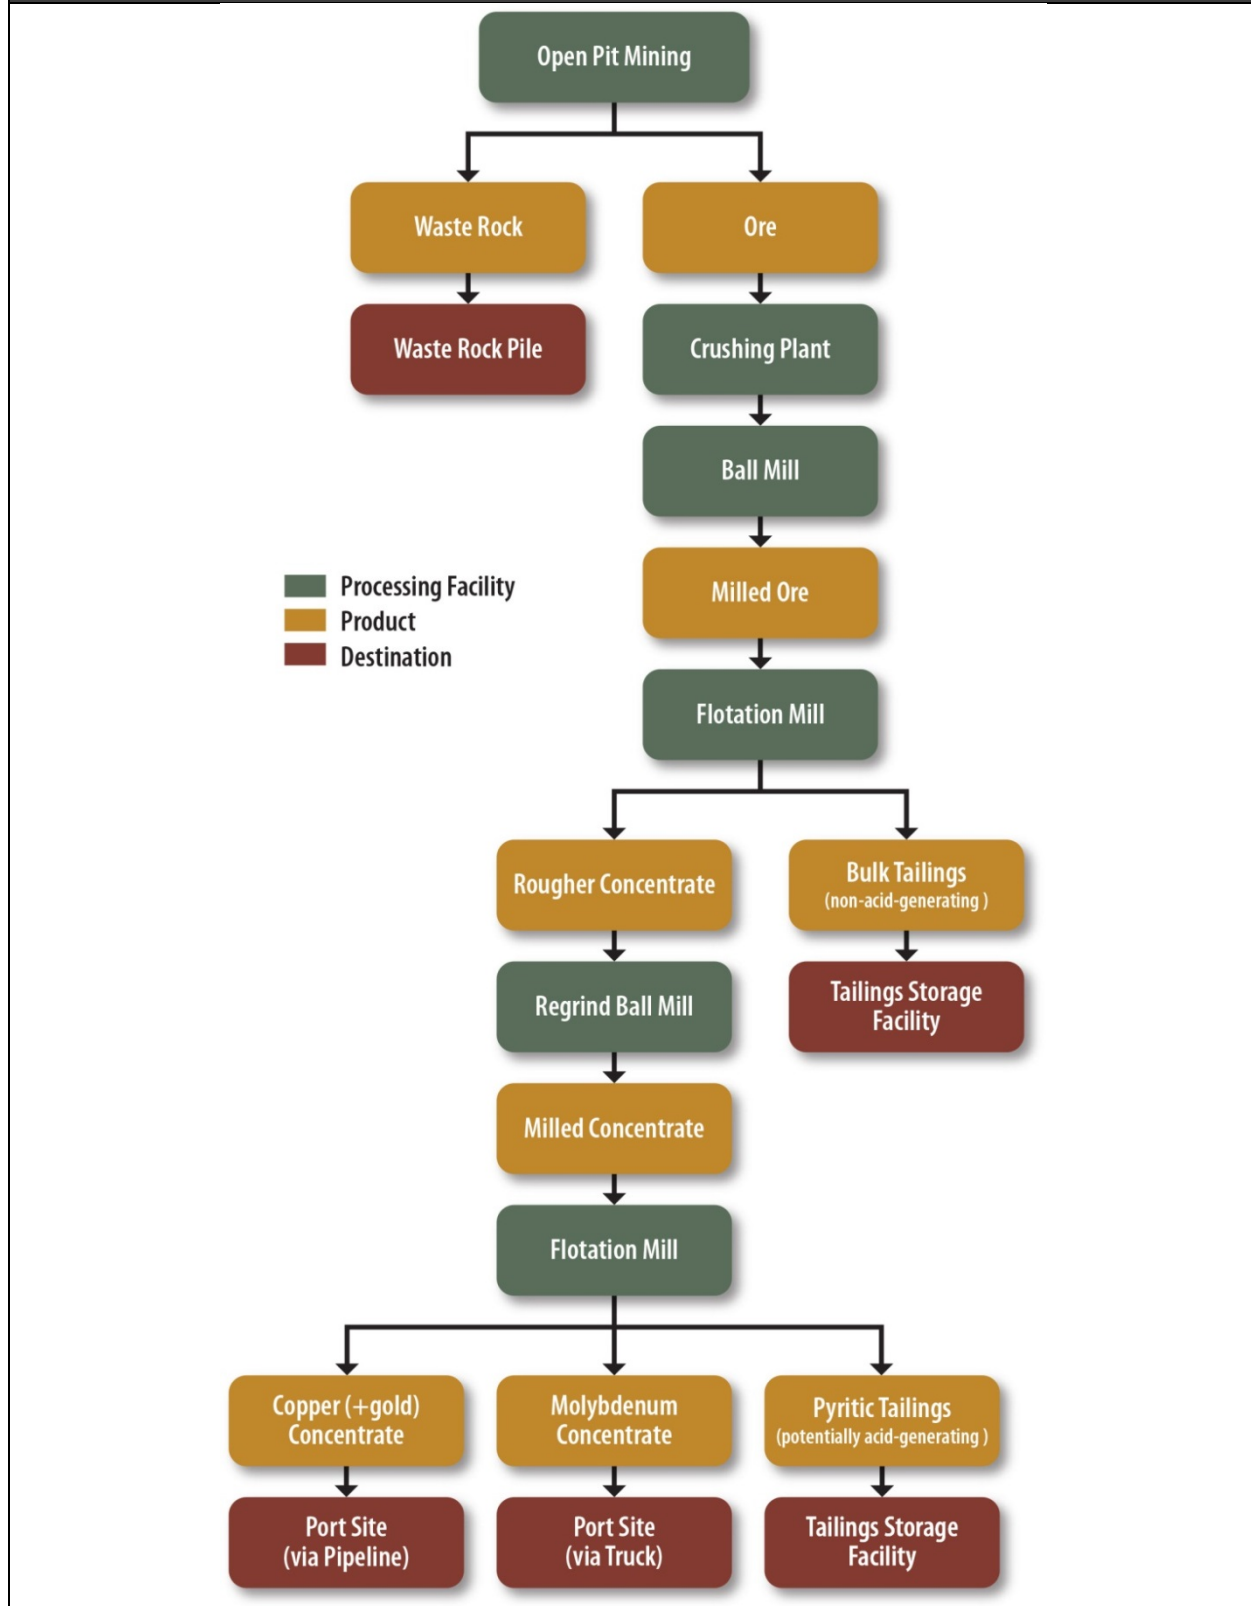 Open Pit Mining
Waste Rock
Ore
Waste Rock Pile
Crushing Plant
Ball Mill
Processing Facility
Product
Destination
Milled Ore
Flotation Mill
Rougher Concentrate
Bulk Tailings
(non-acid-generating )
Regrind Ball Mill
Tailings Storage
Facility
Milled Concentrate
Flotation Mill
Copper (+gold)
Concentrate
Molybdenum
Concentrate
Pyritic Tailings
(potentially acid-generating )
Port Site
(via Pipeline)
Port Site
(via Truck)
Tailings Storage
Facility